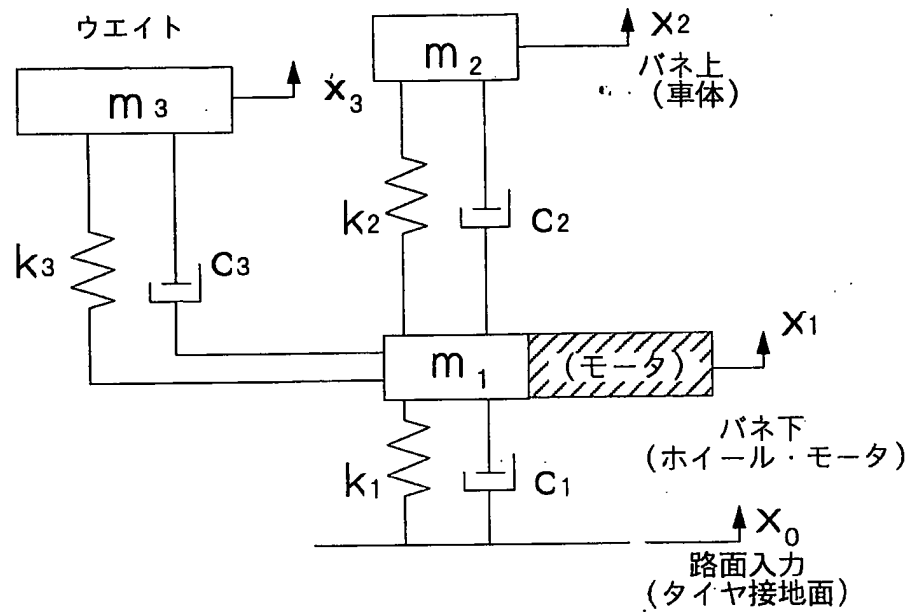 ウエイト
m3
x3
k3
c3
m2
x2
バネ上
(車体)
k2
c2
m1
(モータ)
x1
バネ下
(ホイール・モータ)
k1
c1
x0
路面入力
(タイヤ接地面)